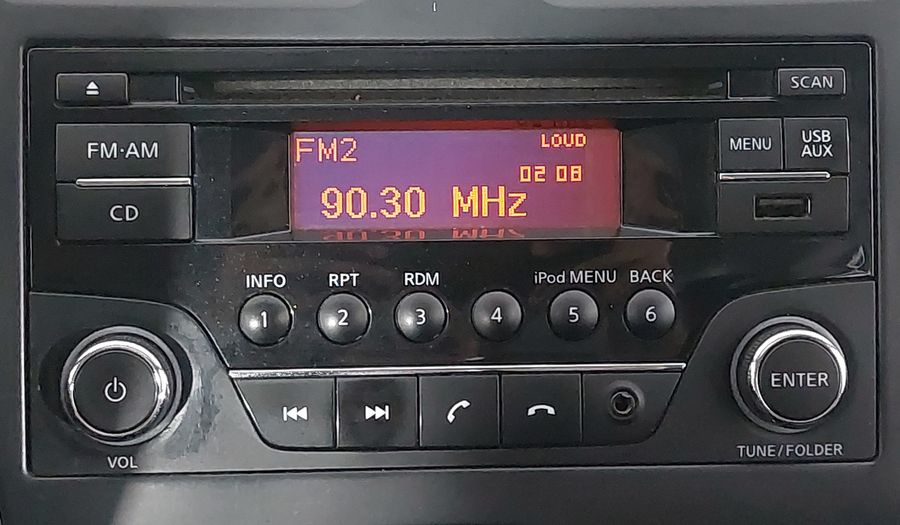 SCAN
FM·AM
FM2
LOUD
MENU
USB
AUX
02 08
CD
90.30 MHz
INFO
RPT
RDM
iPod MENU
BACK
1
2
3
4
5
6
ENTER
VOL
TUNE/FOLDER